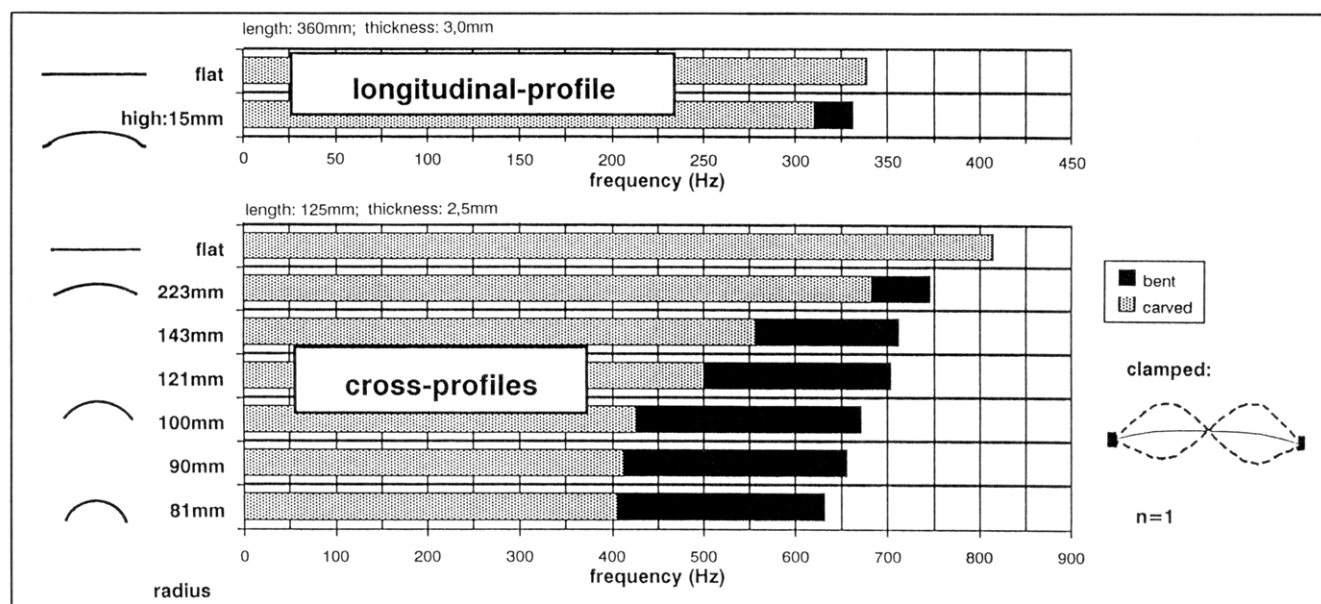 length: 360mm; thickness: 3,0mm
flat
longitudinal-profile
high:15mm
0 50 100 150 200 250 300 350 400 450
frequency (Hz)
length: 125mm; thickness: 2,5mm
flat
223mm
143mm
121mm
cross-profiles
100mm
90mm
81mm
0 100 200 300 400 500 600 700 800 900
frequency (Hz)
radius
bent
carved
clamped:
n=1